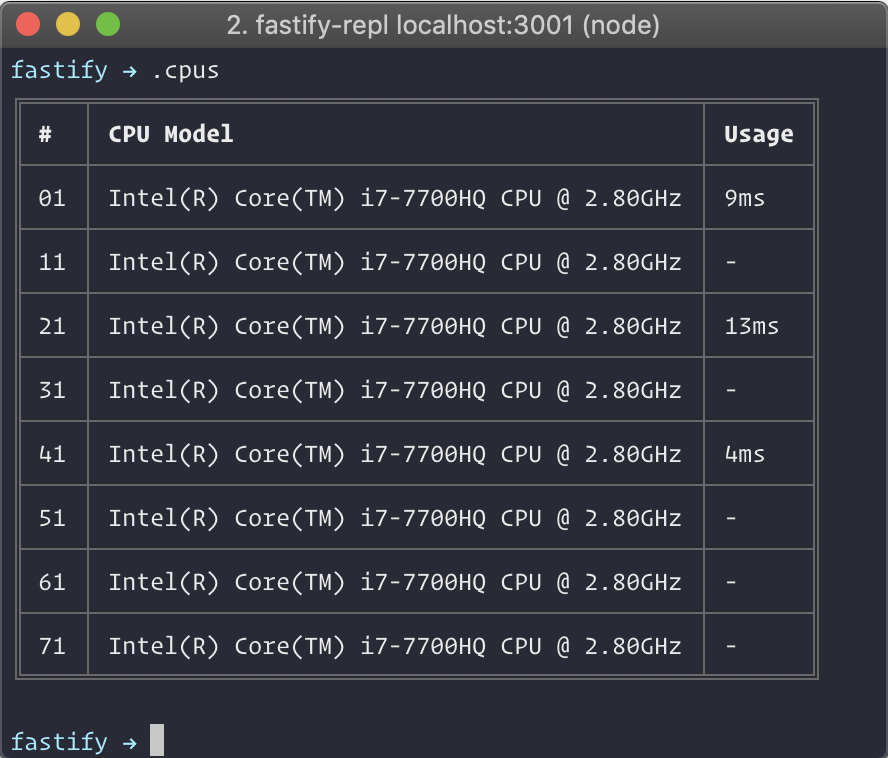 2. fastify-repl localhost:3001 (node)
fastify → .cpus
# CPU Model Usage
01 Intel(R) Core(TM) i7-7700HQ CPU @ 2.80GHz 9ms
11 Intel(R) Core(TM) i7-7700HQ CPU @ 2.80GHz -
21 Intel(R) Core(TM) i7-7700HQ CPU @ 2.80GHz 13ms
31 Intel(R) Core(TM) i7-7700HQ CPU @ 2.80GHz -
41 Intel(R) Core(TM) i7-7700HQ CPU @ 2.80GHz 4ms
51 Intel(R) Core(TM) i7-7700HQ CPU @ 2.80GHz -
61 Intel(R) Core(TM) i7-7700HQ CPU @ 2.80GHz -
71 Intel(R) Core(TM) i7-7700HQ CPU @ 2.80GHz -
fastify →